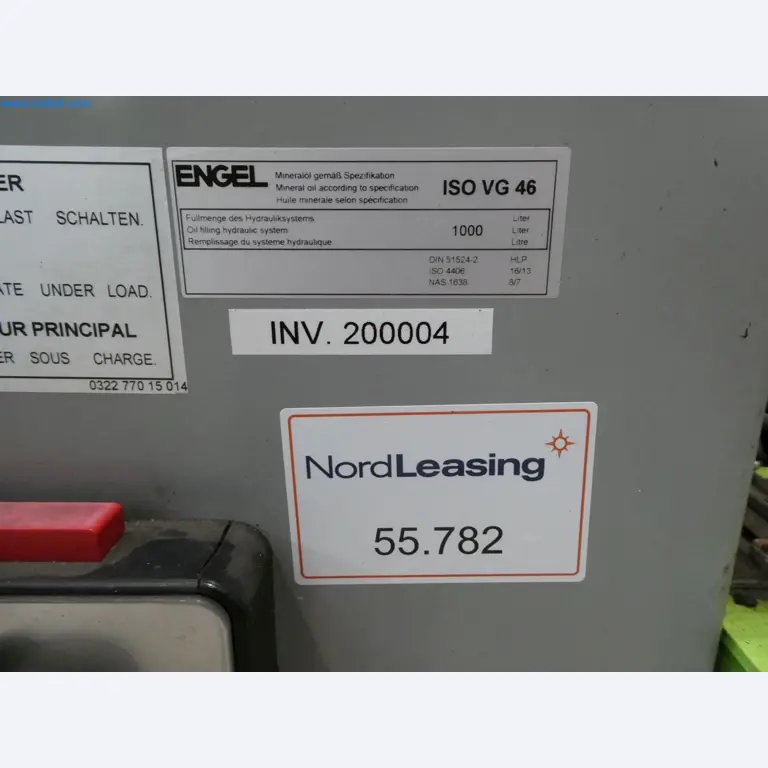 ER
LAST SCHALTEN.
ATE UNDER LOAD.
UR PRINCIPAL
ER SOUS CHARGE.
0322 770 15 014
ENGEL
Mineralöl gemäß Spezifikation
Mineral oil according to specification
Huile minerale selon specification
ISO VG 46
Füllmenge des Hydrauliksystems Liter
Oil filling hydraulic system 1000 Liter
Remplissage du systeme hydraulique Litre
DIN 51524-2 HLP
ISO 4406 16/13
NAS 1638 8/7
INV. 200004
NordLeasing
55.782